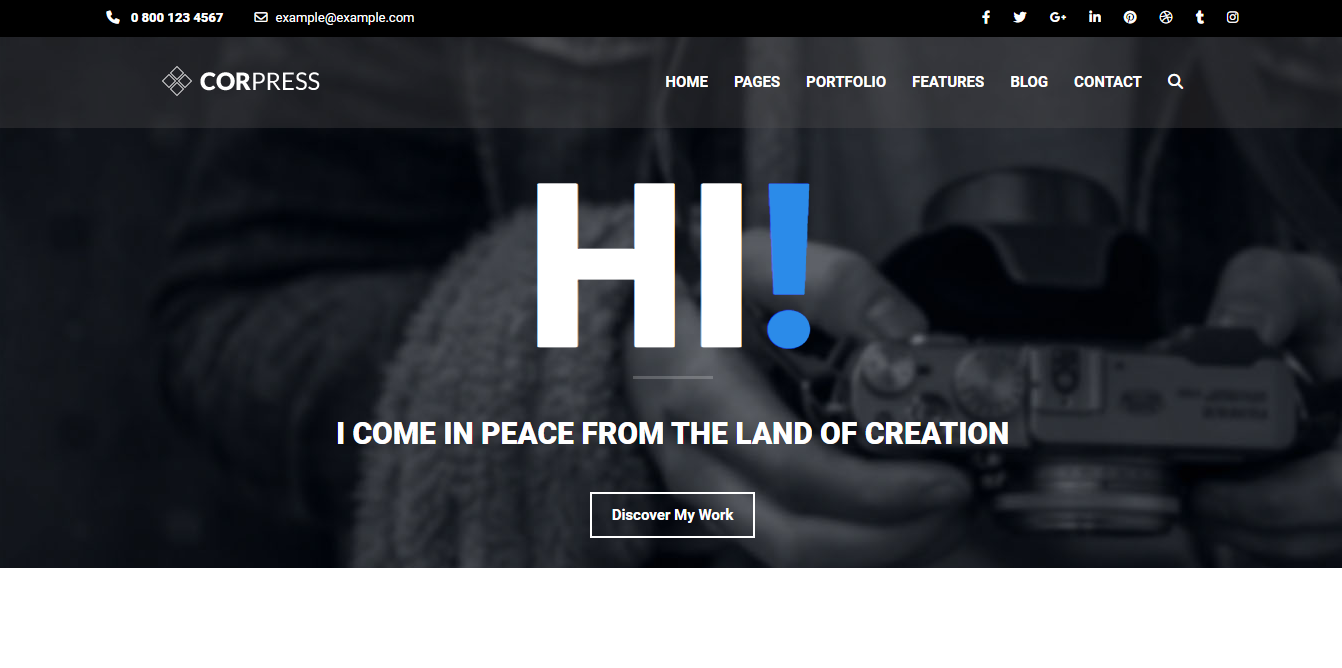 0 800 123 4567 example@example.com
CORPRESS HOME PAGES PORTFOLIO FEATURES BLOG CONTACT
HI!
I COME IN PEACE FROM THE LAND OF CREATION
Discover My Work